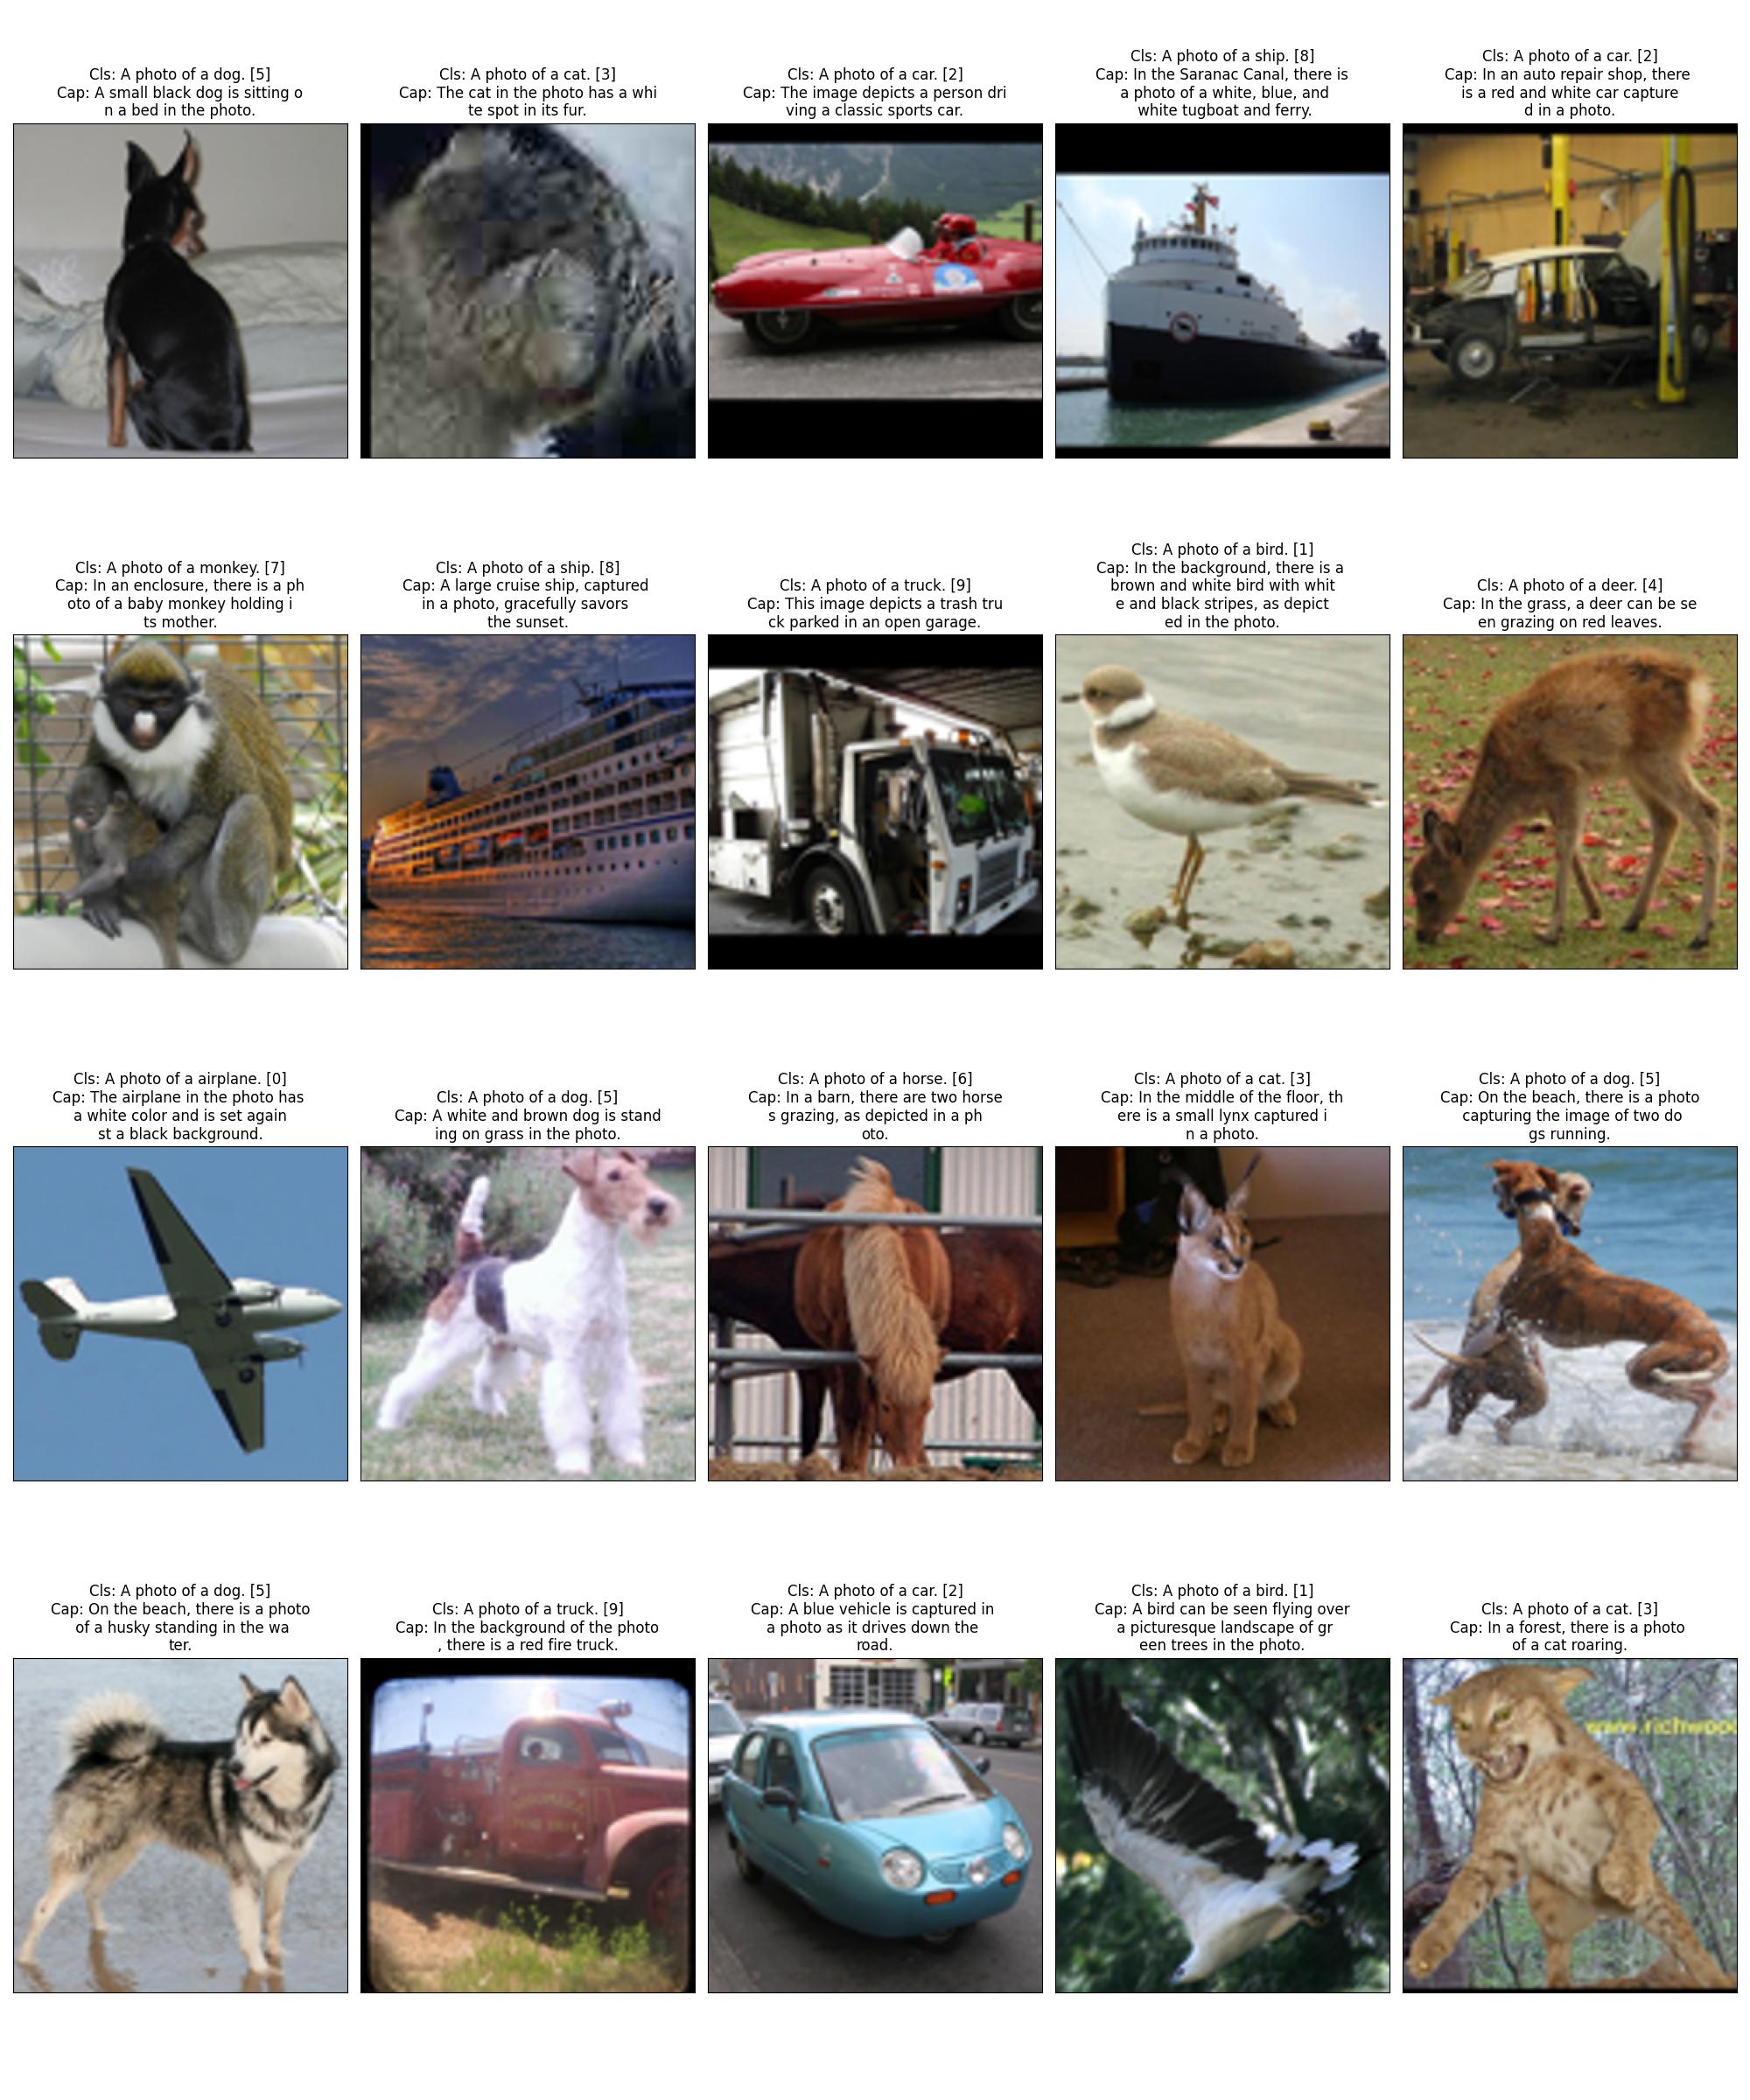 Cls: A photo of a dog. [5]
Cap: A small black dog is sitting o
n a bed in the photo.
Cls: A photo of a cat. [3]
Cap: The cat in the photo has a whi
te spot in its fur.
Cls: A photo of a car. [2]
Cap: The image depicts a person dri
ving a classic sports car.
Cls: A photo of a ship. [8]
Cap: In the Saranac Canal, there is
a photo of a white, blue, and
white tugboat and ferry.
Cls: A photo of a car. [2]
Cap: In an auto repair shop, there
is a red and white car capture
d in a photo.
Cls: A photo of a monkey. [7]
Cap: In an enclosure, there is a ph
oto of a baby monkey holding i
ts mother.
Cls: A photo of a ship. [8]
Cap: A large cruise ship, captured
in a photo, gracefully savors
the sunset.
Cls: A photo of a truck. [9]
Cap: This image depicts a trash tru
ck parked in an open garage.
Cls: A photo of a bird. [1]
Cap: In the background, there is a
brown and white bird with whit
e and black stripes, as depict
ed in the photo.
Cls: A photo of a deer. [4]
Cap: In the grass, a deer can be se
en grazing on red leaves.
Cls: A photo of a airplane. [0]
Cap: The airplane in the photo has
a white color and is set again
st a black background.
Cls: A photo of a dog. [5]
Cap: A white and brown dog is stand
ing on grass in the photo.
Cls: A photo of a horse. [6]
Cap: In a barn, there are two horse
s grazing, as depicted in a ph
oto.
Cls: A photo of a cat. [3]
Cap: In the middle of the floor, th
ere is a small lynx captured i
n a photo.
Cls: A photo of a dog. [5]
Cap: On the beach, there is a photo
capturing the image of two do
gs running.
Cls: A photo of a dog. [5]
Cap: On the beach, there is a photo
of a husky standing in the wa
ter.
Cls: A photo of a truck. [9]
Cap: In the background of the photo
, there is a red fire truck.
Cls: A photo of a car. [2]
Cap: A blue vehicle is captured in
a photo as it drives down the
road.
Cls: A photo of a bird. [1]
Cap: A bird can be seen flying over
a picturesque landscape of gr
een trees in the photo.
Cls: A photo of a cat. [3]
Cap: In a forest, there is a photo
of a cat roaring.
www.richwood